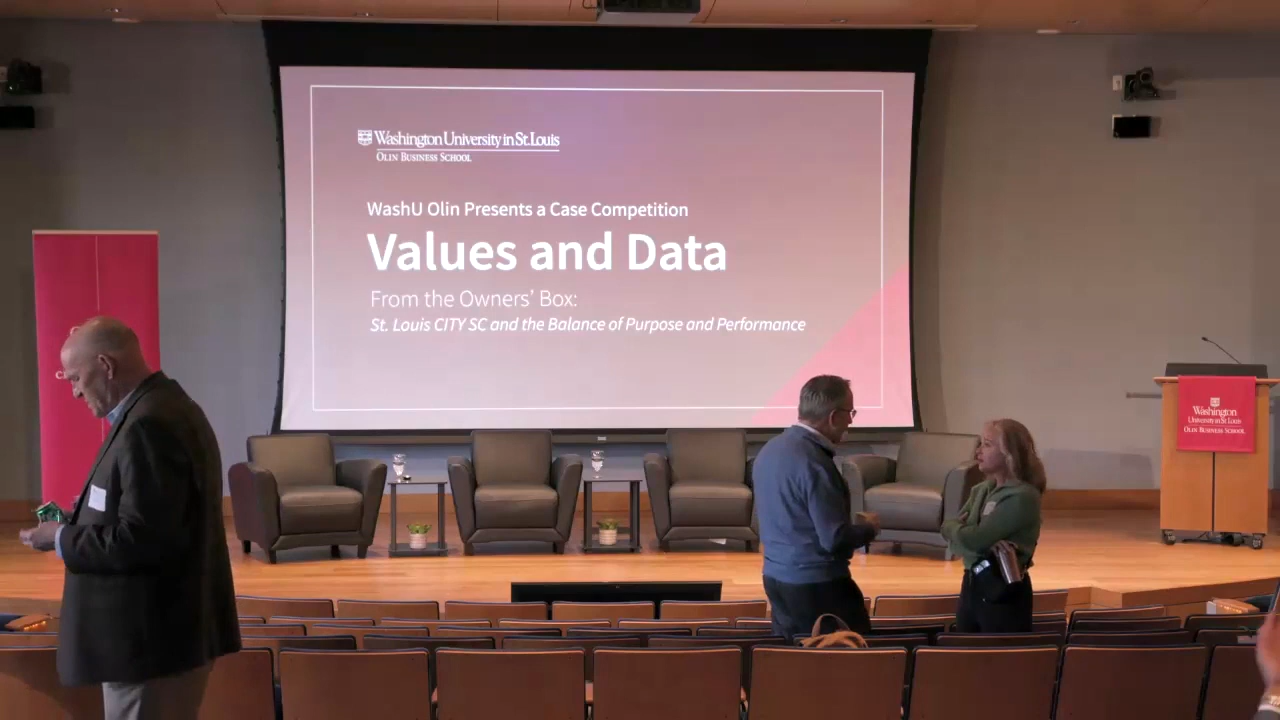 Washington University in St. Louis
Olin Business School
WashU Olin Presents a Case Competition
Values and Data
From the Owners' Box:
St. Louis CITY SC and the Balance of Purpose and Performance
Washington
University in St. Louis
Olin Business School